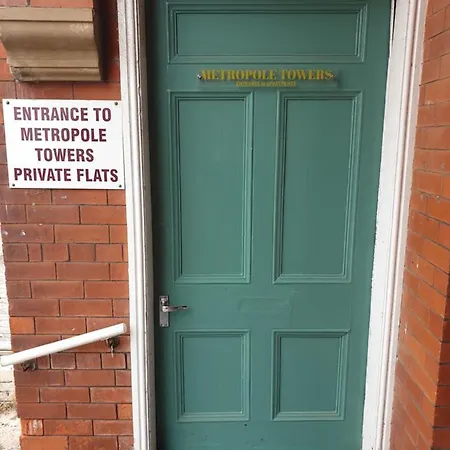 METROPOLE TOWERS
ENTRANCE TO
METROPOLE
TOWERS
PRIVATE FLATS